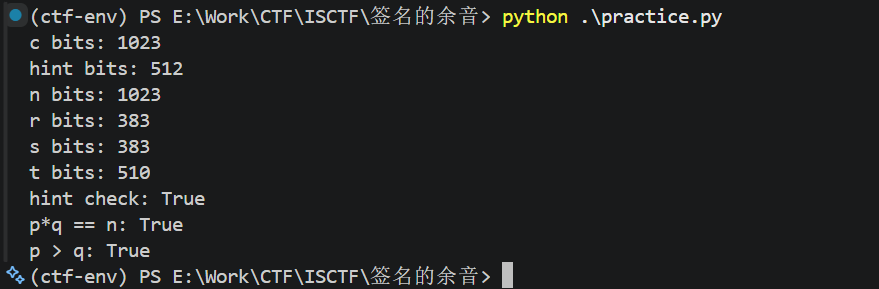 (ctf-env) PS E:\Work\CTF\ISCTF\签名的余音> python .\practice.py
c bits: 1023
hint bits: 512
n bits: 1023
r bits: 383
s bits: 383
t bits: 510
hint check: True
p*q == n: True
p > q: True
(ctf-env) PS E:\Work\CTF\ISCTF\签名的余音>